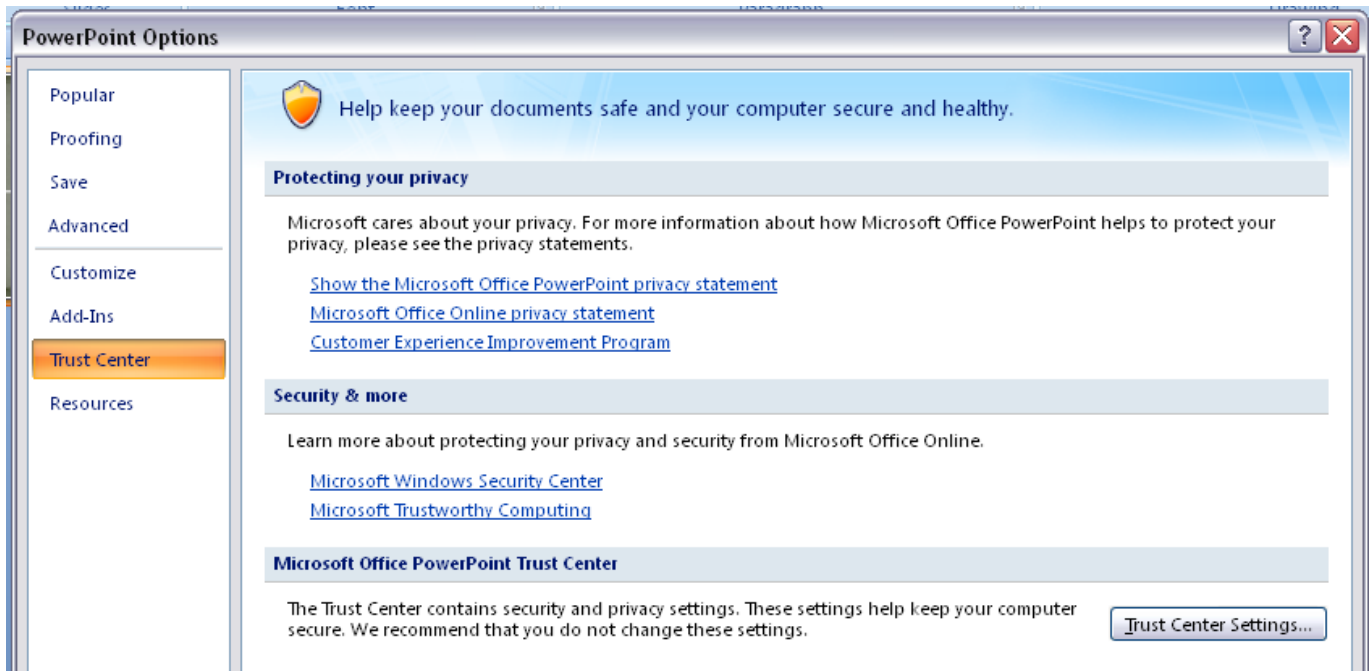 Font
Paragraph
Drawing
PowerPoint Options
?
Popular
Proofing
Save
Advanced
Customize
Add-Ins
Trust Center
Resources
Help keep your documents safe and your computer secure and healthy.
Protecting your privacy
Microsoft cares about your privacy. For more information about how Microsoft Office PowerPoint helps to protect your
privacy, please see the privacy statements.
Show the Microsoft Office PowerPoint privacy statement
Microsoft Office Online privacy statement
Customer Experience Improvement Program
Security & more
Learn more about protecting your privacy and security from Microsoft Office Online.
Microsoft Windows Security Center
Microsoft Trustworthy Computing
Microsoft Office PowerPoint Trust Center
The Trust Center contains security and privacy settings. These settings help keep your computer
secure. We recommend that you do not change these settings.
Trust Center Settings...